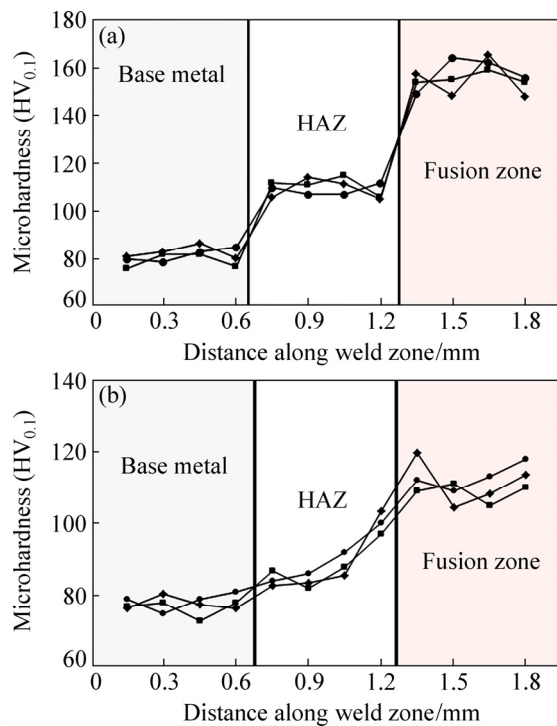 180
(a)
160
Base metal
140
HAZ
120
Fusion zone
100
80
60
0 0.3 0.6 0.9 1.2 1.5 1.8
Distance along weld zone/mm
Microhardness (HV0.1)
140
(b)
120
Base metal
HAZ
100
Fusion zone
80
60
0.0 0.3 0.6 0.9 1.2 1.5 1.8
Distance along weld zone/mm
Microhardness (HV0.1)